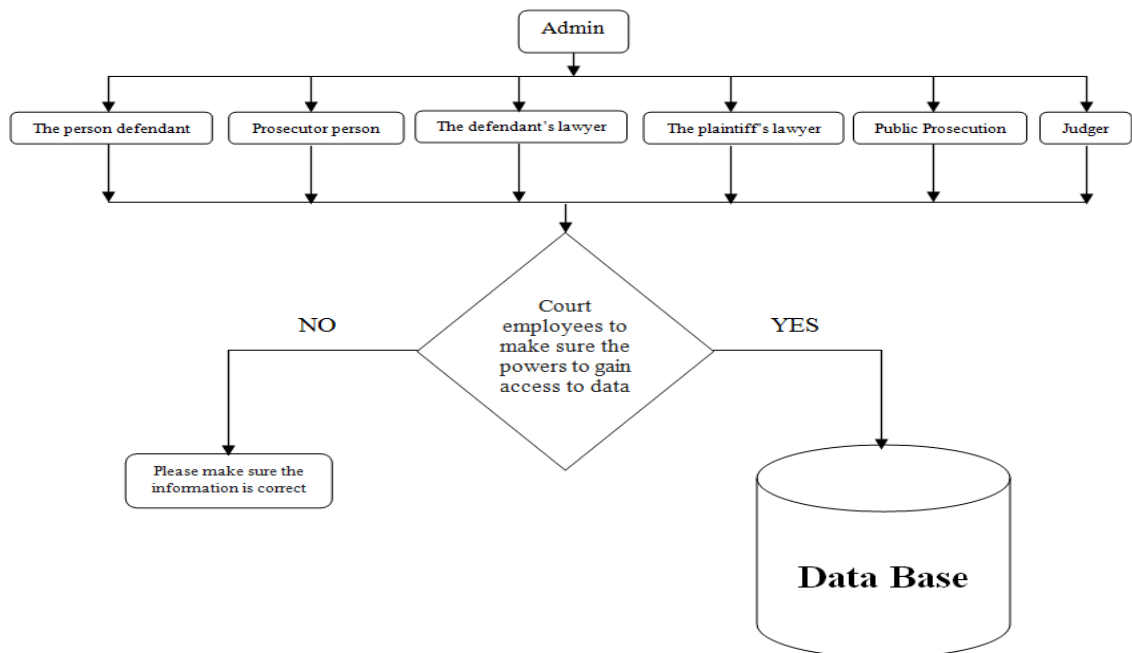 Admin
The person defendant
Prosecutor person
The defendant's lawyer
The plaintiff's lawyer
Public Prosecution
Judger
NO
YES
Court
employees to
make sure the
powers to gain
access to data
Please make sure the
information is correct
Data Base